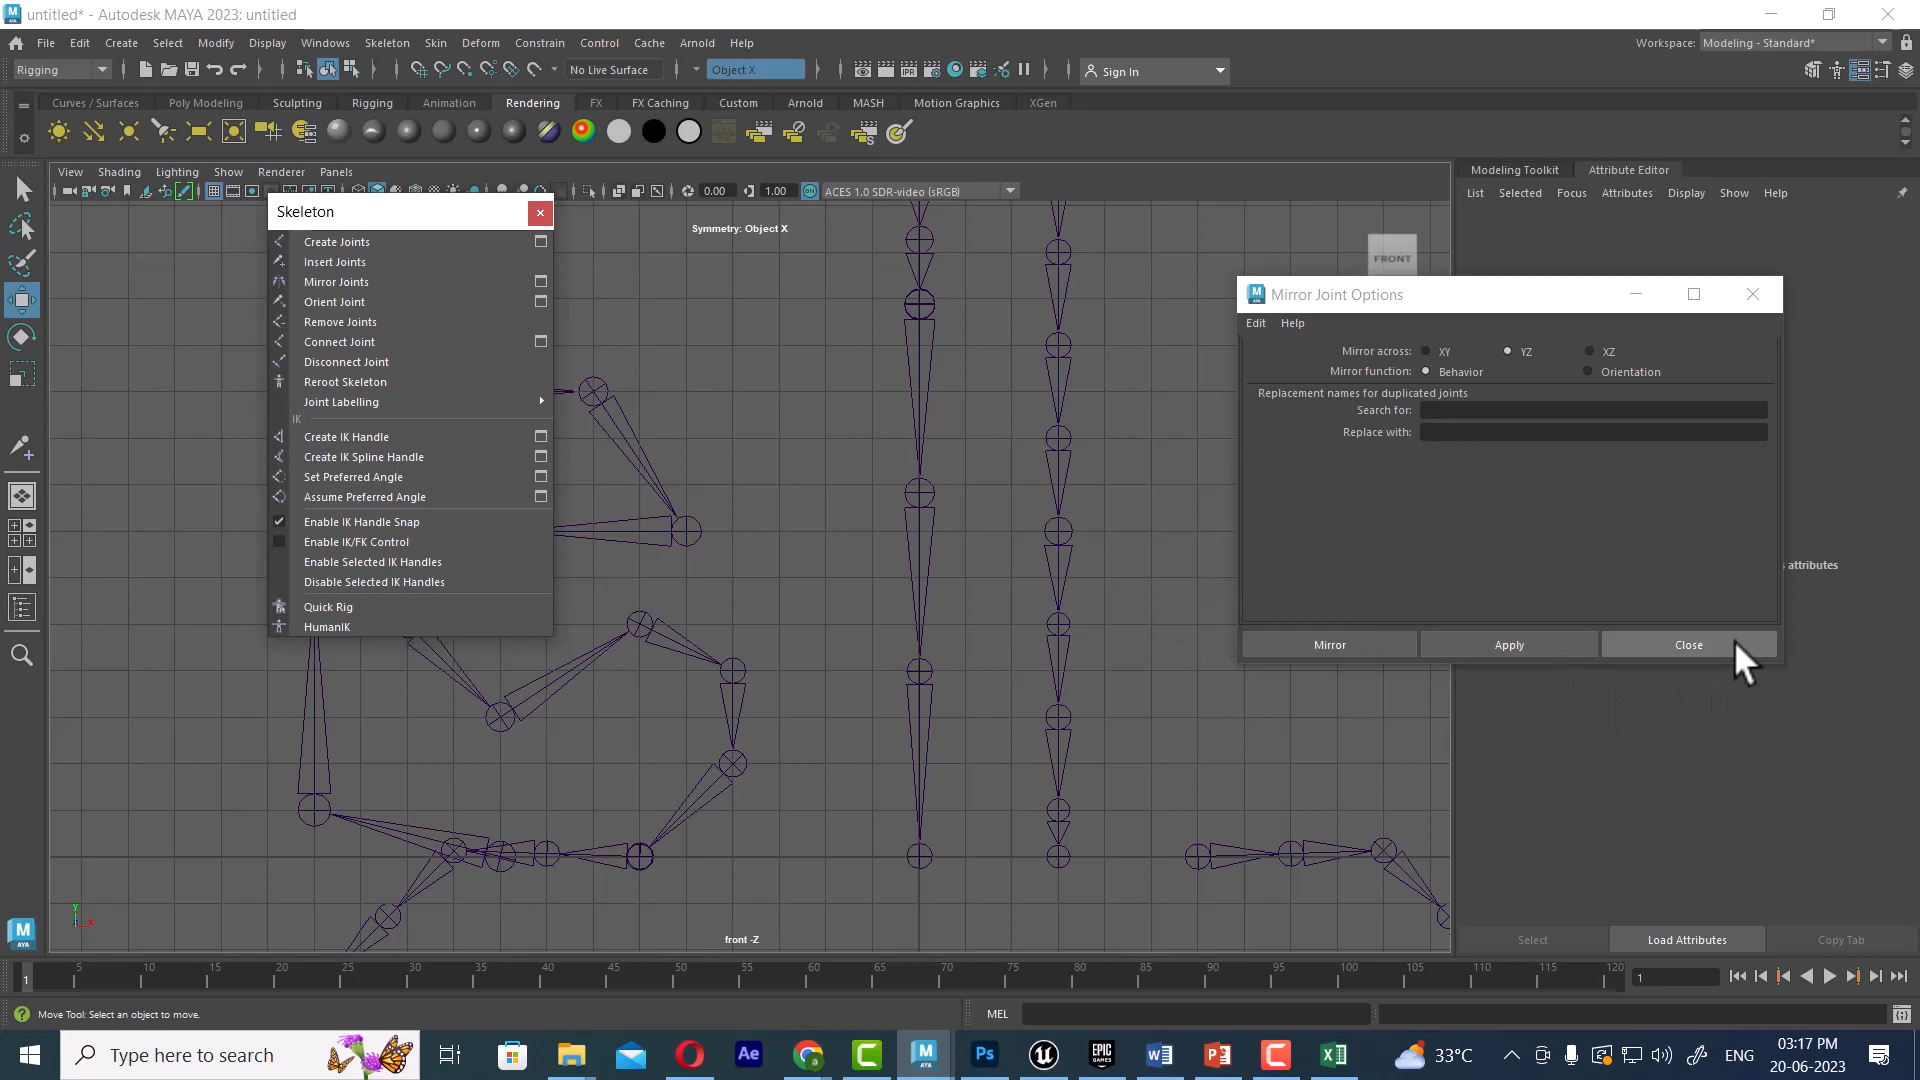 untitled* - Autodesk MAYA 2023: untitled
File Edit Create Select Modify Display Windows Skeleton Skin Deform Constrain Control Cache Arnold Help
Workspace: Modeling - Standard*
Rigging
No Live Surface
Object X
Sign In
Curves / Surfaces Poly Modeling Sculpting Rigging Animation Rendering FX FX Caching Custom Arnold MASH Motion Graphics XGen
IPR
View Shading Lighting Show Renderer Panels
0.00 1.00 ACES 1.0 SDR-video (sRGB)
Symmetry: Object X
FRONT
front -Z
Modeling Toolkit Attribute Editor
List Selected Focus Attributes Display Show Help
Skeleton
Create Joints
Insert Joints
Mirror Joints
Orient Joint
Remove Joints
Connect Joint
Disconnect Joint
Reroot Skeleton
Joint Labelling
IK
Create IK Handle
Create IK Spline Handle
Set Preferred Angle
Assume Preferred Angle
Enable IK Handle Snap
Enable IK/FK Control
Enable Selected IK Handles
Disable Selected IK Handles
Quick Rig
HumanIK
Mirror Joint Options
Edit Help
Mirror across: XY YZ XZ
Mirror function: Behavior Orientation
Replacement names for duplicated joints
Search for:
Replace with:
Mirror Apply Close
attributes
y
x
Select Load Attributes Copy Tab
M
AYA
1 5 10 15 20 25 30 35 40 45 50 55 60 65 70 75 80 85 90 95 100 105 110 115 120
1
Move Tool: Select an object to move.
MEL
Type here to search
33°C
ENG
03:17 PM
20-06-2023